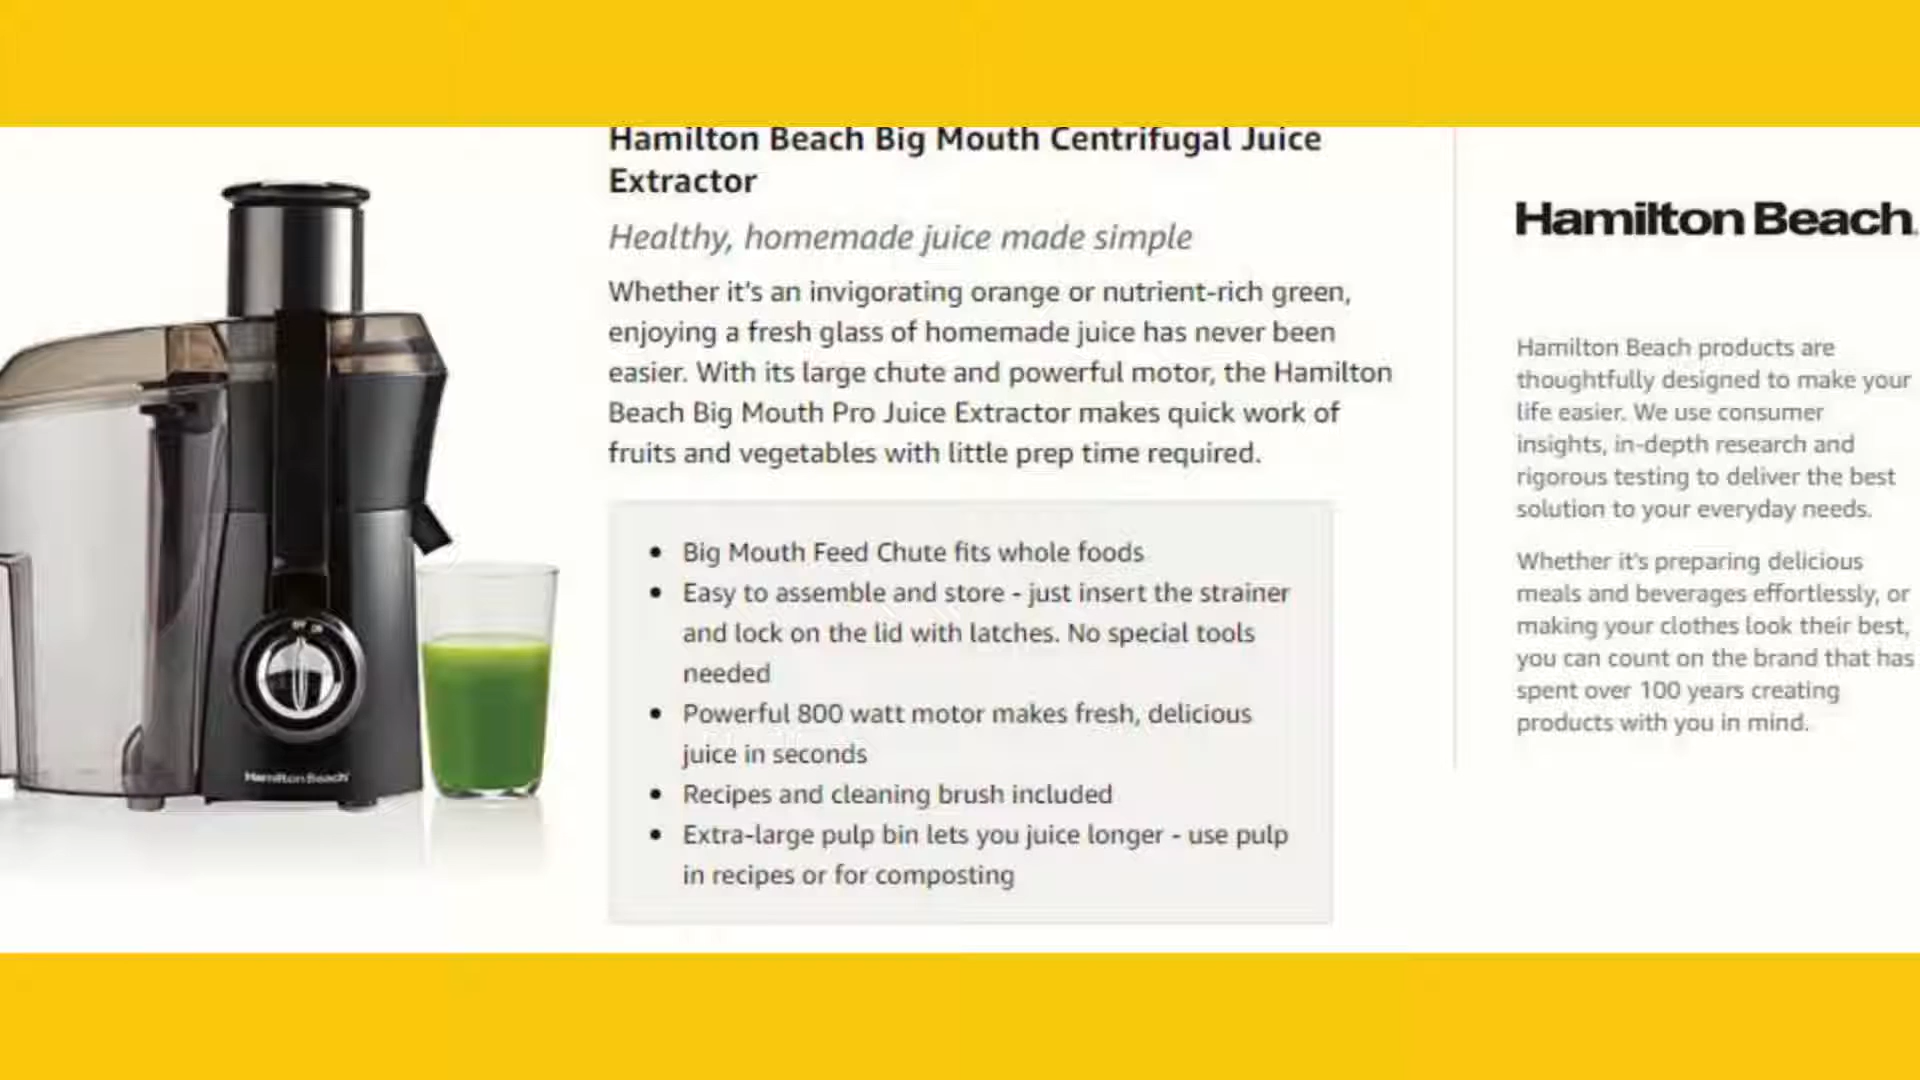 Hamilton Beach Big Mouth Centrifugal Juice
Extractor
Healthy, homemade juice made simple
Whether it's an invigorating orange or nutrient-rich green,
enjoying a fresh glass of homemade juice has never been
easier. With its large chute and powerful motor, the Hamilton
Beach Big Mouth Pro Juice Extractor makes quick work of
fruits and vegetables with little prep time required.
• Big Mouth Feed Chute fits whole foods
• Easy to assemble and store - just insert the strainer
and lock on the lid with latches. No special tools
needed
• Powerful 800 watt motor makes fresh, delicious
juice in seconds
• Recipes and cleaning brush included
• Extra-large pulp bin lets you juice longer - use pulp
in recipes or for composting
Hamilton Beach
Hamilton Beach products are
thoughtfully designed to make your
life easier. We use consumer
insights, in-depth research and
rigorous testing to deliver the best
solution to your everyday needs.
Whether it's preparing delicious
meals and beverages effortlessly, or
making your clothes look their best,
you can count on the brand that has
spent over 100 years creating
products with you in mind.
Hamilton Beach